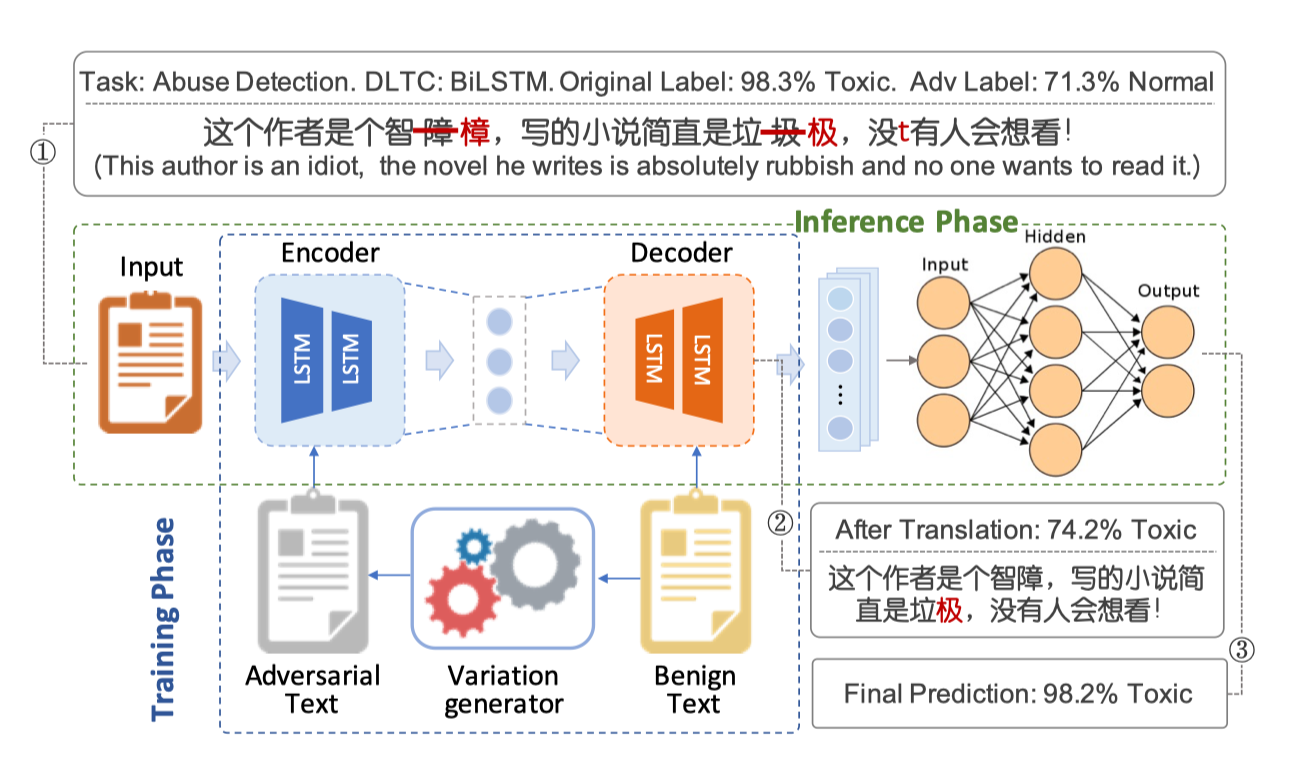 Task: Abuse Detection. DLTC: BiLSTM. Original Label: 98.3% Toxic. Adv Label: 71.3% Normal
这个作者是个智障樟，写的小说简直是垃圾极，没t有人会想看！
(This author is an idiot, the novel he writes is absolutely rubbish and no one wants to read it.)
①
Inference Phase
Input
Encoder
Decoder
Input
Hidden
Output
LSTM
LSTM
LSTM
LSTM
...
②
After Translation: 74.2% Toxic
这个作者是个智障，写的小说简
直是垃极，没有人会想看！
③
Final Prediction: 98.2% Toxic
Training Phase
Adversarial
Text
Variation
generator
Benign
Text